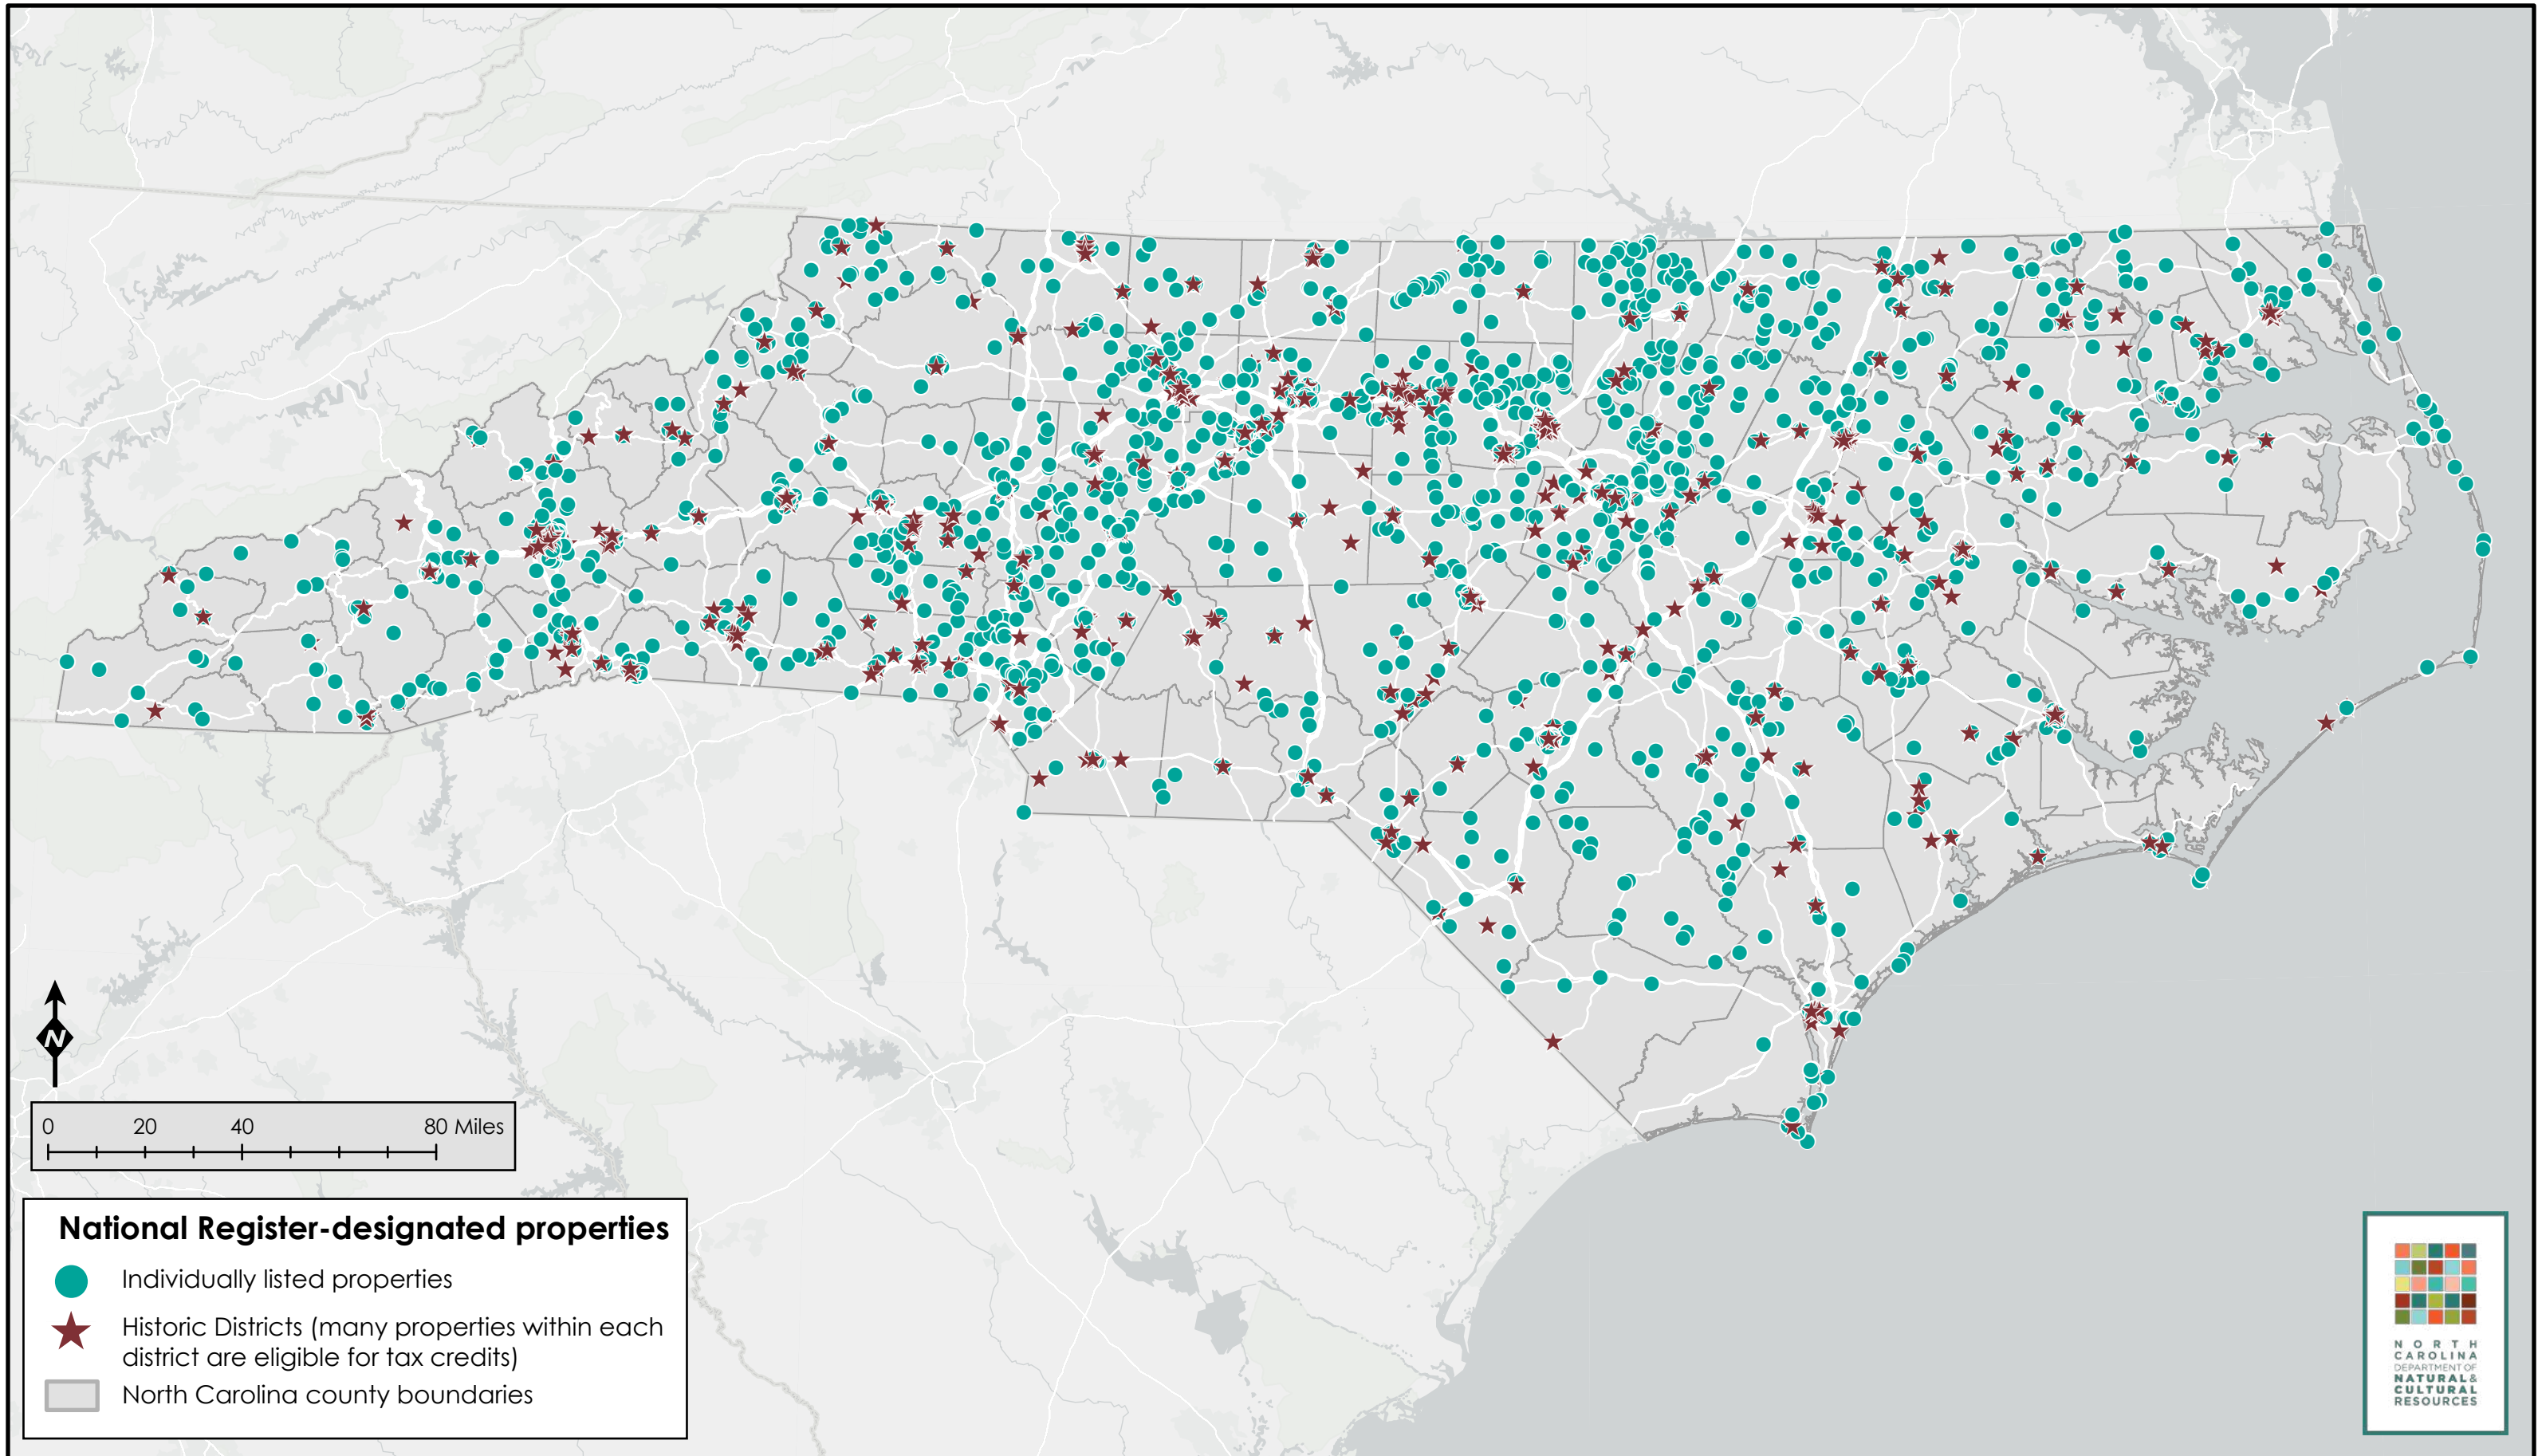 N
0 20 40 80 Miles
National Register-designated properties
Individually listed properties
Historic Districts (many properties within each
district are eligible for tax credits)
North Carolina county boundaries
NORTH
CAROLINA
DEPARTMENT OF
NATURAL &
CULTURAL
RESOURCES